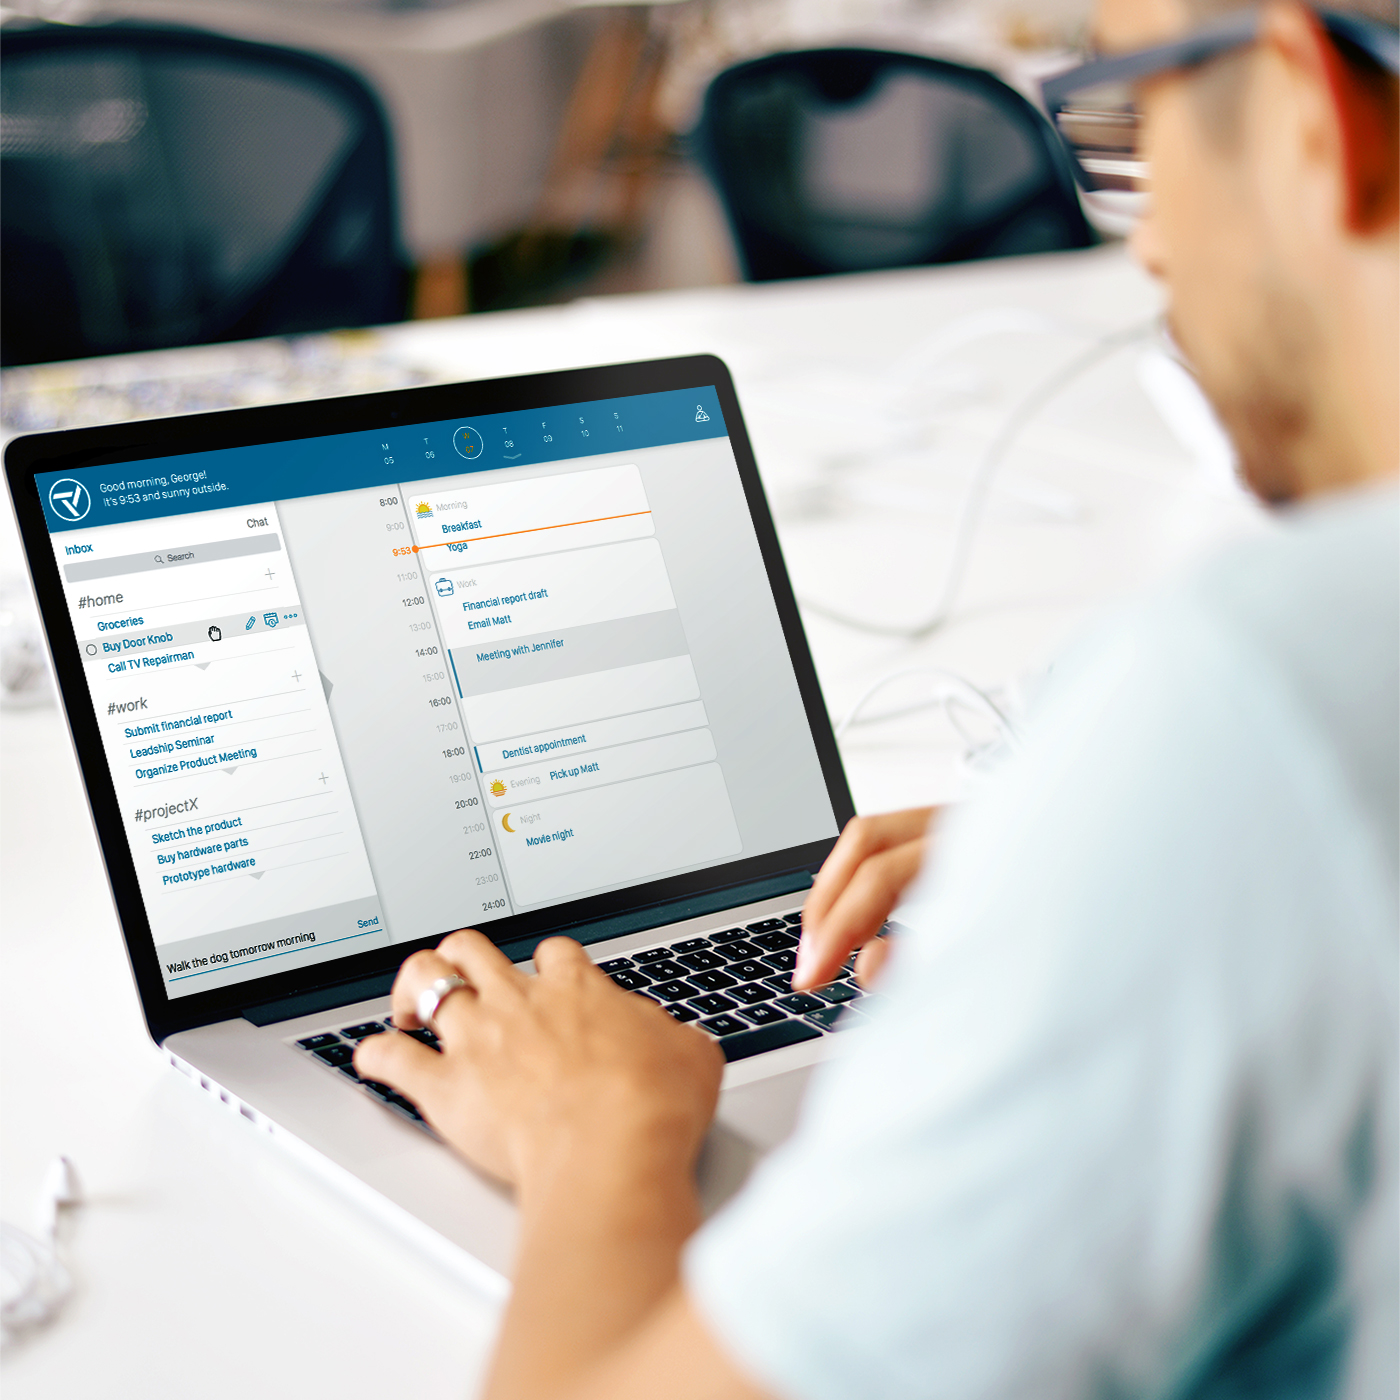 Good morning, George!
It's 9:53 and sunny outside.
M T W T F S S
05 06 07 08 09 10 11
Inbox
Chat
Search
#home
Groceries
Buy Door Knob
Call TV Repairman
#work
Submit financial report
Leadship Seminar
Organize Product Meeting
#projectX
Sketch the product
Buy hardware parts
Prototype hardware
Walk the dog tomorrow morning
Send
8:00
9:00
9:53
11:00
12:00
13:00
14:00
15:00
16:00
17:00
18:00
19:00
20:00
21:00
22:00
23:00
24:00
Morning
Breakfast
Yoga
Work
Financial report draft
Email Matt
Meeting with Jennifer
Dentist appointment
Evening
Pick up Matt
Night
Movie night